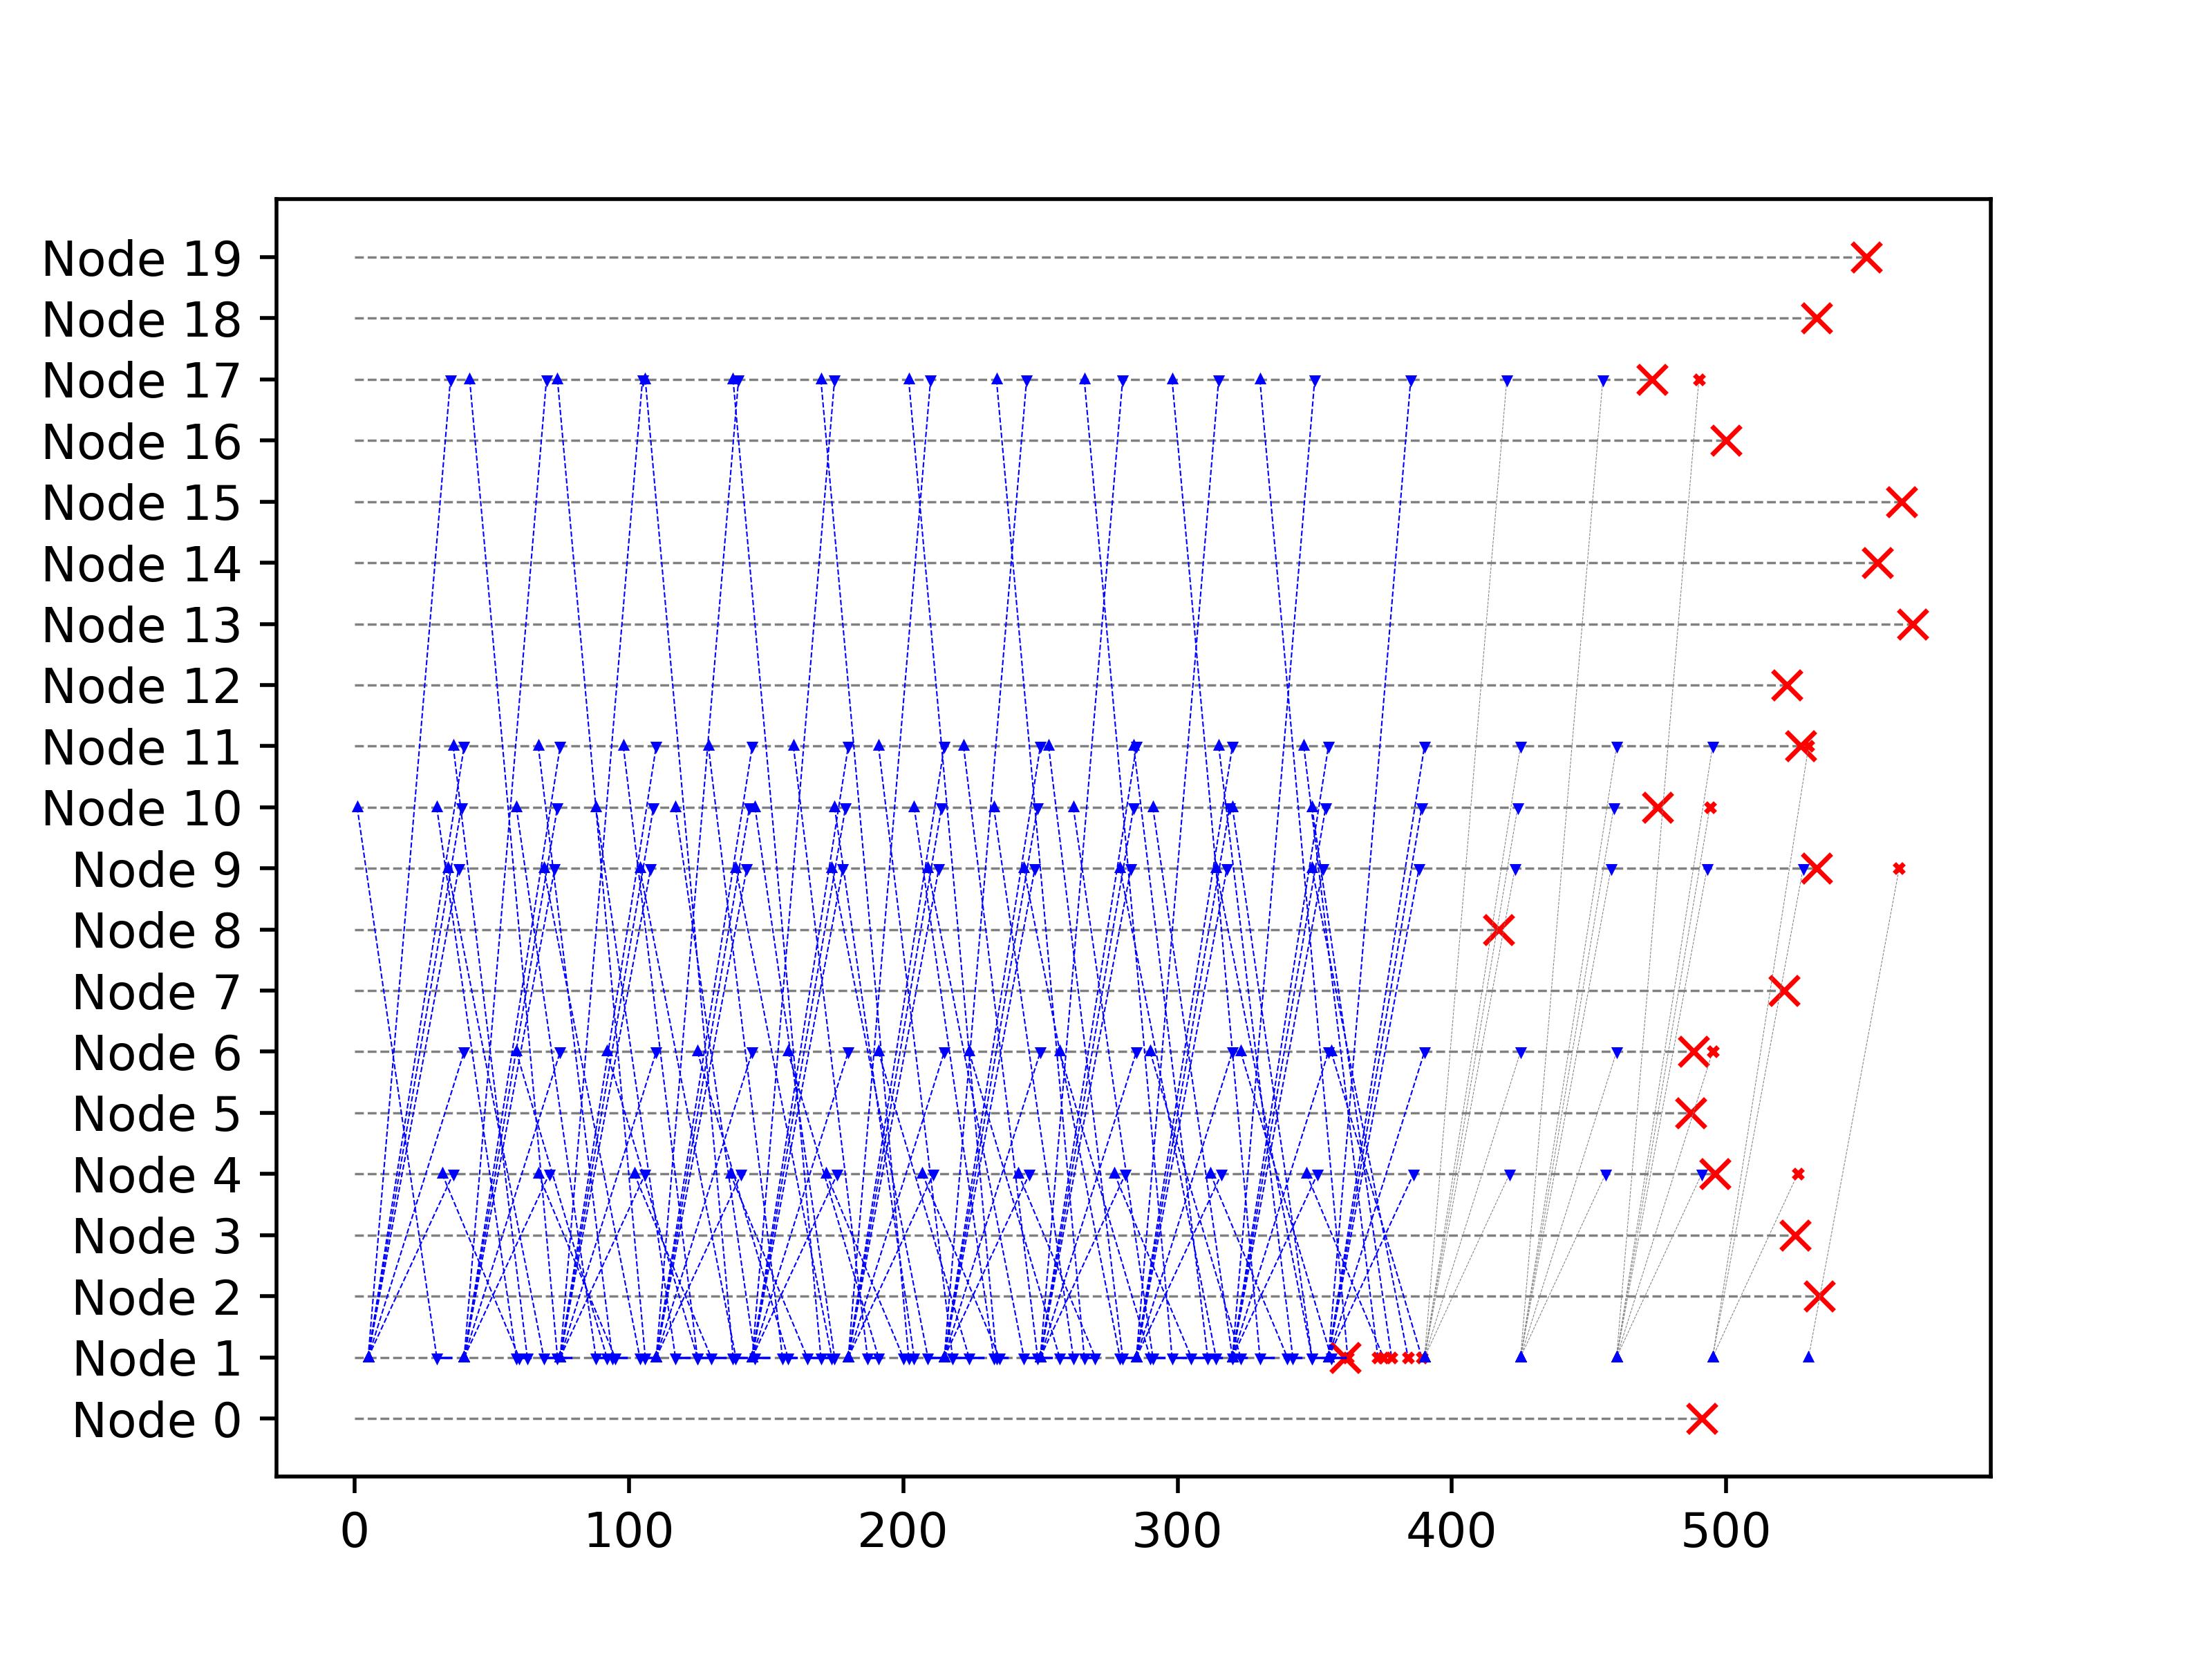 Node 19
Node 18
Node 17
Node 16
Node 15
Node 14
Node 13
Node 12
Node 11
Node 10
Node 9
Node 8
Node 7
Node 6
Node 5
Node 4
Node 3
Node 2
Node 1
Node 0
0 100 200 300 400 500